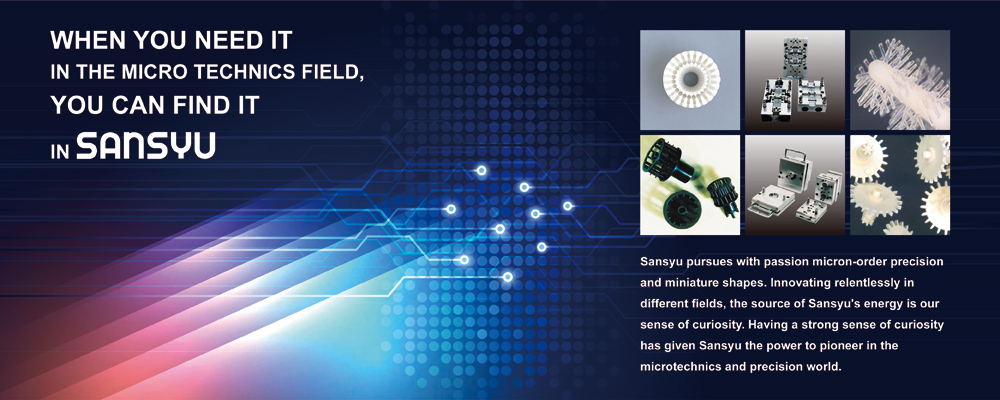 WHEN YOU NEED IT
IN THE MICRO TECHNICS FIELD,
YOU CAN FIND IT
IN SANSYU
Sansyu pursues with passion micron-order precision
and miniature shapes. Innovating relentlessly in
different fields, the source of Sansyu's energy is our
sense of curiosity. Having a strong sense of curiosity
has given Sansyu the power to pioneer in the
microtechnics and precision world.